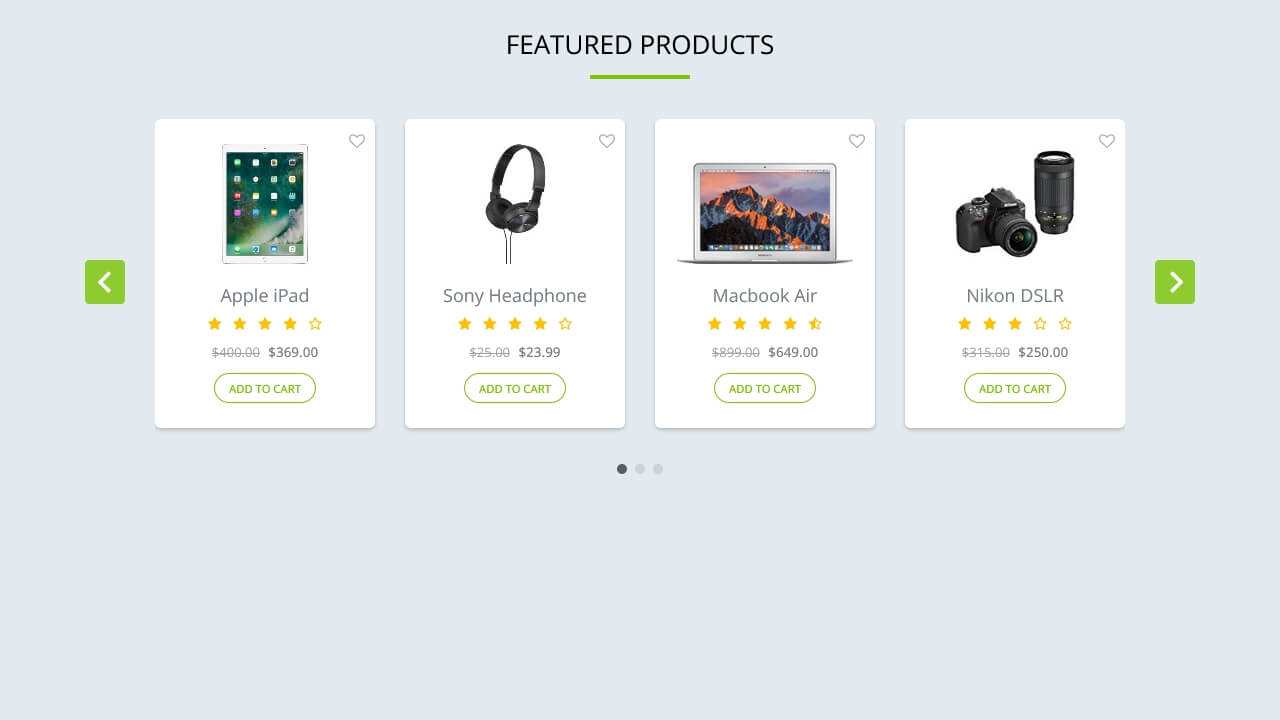 FEATURED PRODUCTS
Apple iPad
$400.00 $369.00
ADD TO CART
Sony Headphone
$25.00 $23.99
ADD TO CART
Macbook Air
$899.00 $649.00
ADD TO CART
Nikon DSLR
$315.00 $250.00
ADD TO CART